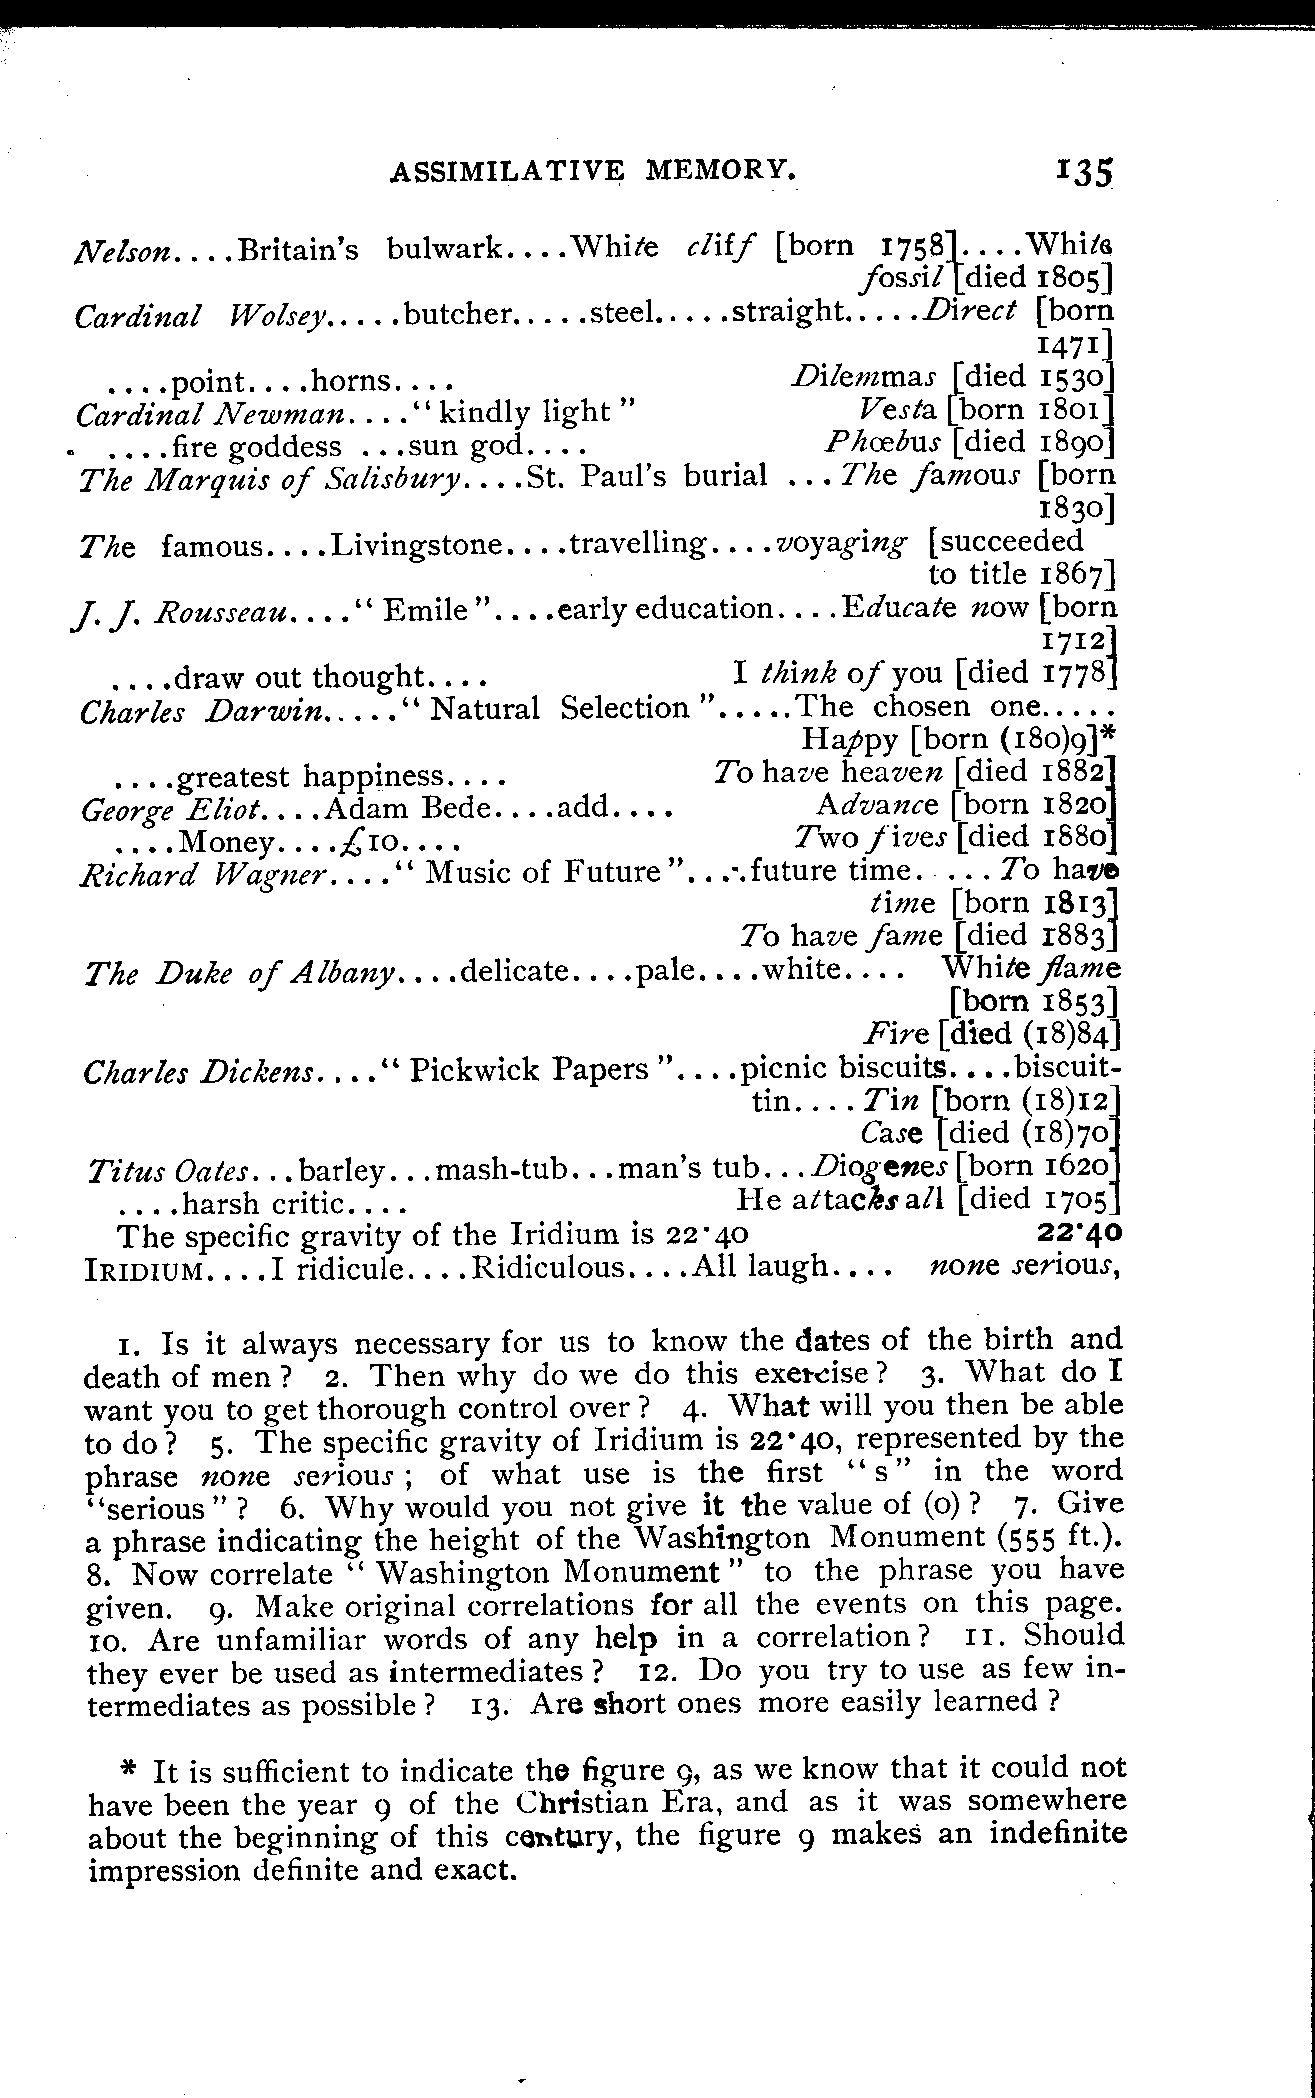 ASSIMILATIVE MEMORY. 135
Nelson....Britain's bulwark....White cliff [born 1758]....White
fossil [died 1805]
Cardinal Wolsey.....butcher.....steel.....straight.....Direct [born
1471]
....point....horns.... Dilemmas [died 1530]
Cardinal Newman...."kindly light" Vesta [born 1801]
....fire goddess ...sun god.... Phœbus [died 1890]
The Marquis of Salisbury....St. Paul's burial ...The famous [born
1830]
The famous....Livingstone....travelling....voyaging [succeeded
to title 1867]
J. J. Rousseau...."Emile"....early education....Educate now [born
1712]
....draw out thought.... I think of you [died 1778]
Charles Darwin....."Natural Selection".....The chosen one.....
Happy [born (180)9]*
....greatest happiness.... To have heaven [died 1882]
George Eliot....Adam Bede....add.... Advance [born 1820]
....Money....£10.... Two fives [died 1880]
Richard Wagner...."Music of Future"....future time. ...To have
time [born 1813]
To have fame [died 1883]
The Duke of Albany....delicate....pale....white.... White flame
[born 1853]
Fire [died (18)84]
Charles Dickens...."Pickwick Papers"....picnic biscuits....biscuit-
tin....Tin [born (18)12]
Case [died (18)70]
Titus Oates...barley...mash-tub...man's tub...Diogenes [born 1620]
....harsh critic.... He attacks all [died 1705]
The specific gravity of the Iridium is 22·40 22·40
IRIDIUM....I ridicule....Ridiculous....All laugh.... none serious,
1. Is it always necessary for us to know the dates of the birth and
death of men? 2. Then why do we do this exercise? 3. What do I
want you to get thorough control over? 4. What will you then be able
to do? 5. The specific gravity of Iridium is 22·40, represented by the
phrase none serious; of what use is the first "s" in the word
"serious"? 6. Why would you not give it the value of (0)? 7. Give
a phrase indicating the height of the Washington Monument (555 ft.).
8. Now correlate "Washington Monument" to the phrase you have
given. 9. Make original correlations for all the events on this page.
10. Are unfamiliar words of any help in a correlation? 11. Should
they ever be used as intermediates? 12. Do you try to use as few in-
termediates as possible? 13. Are short ones more easily learned?
* It is sufficient to indicate the figure 9, as we know that it could not
have been the year 9 of the Christian Era, and as it was somewhere
about the beginning of this century, the figure 9 makes an indefinite
impression definite and exact.